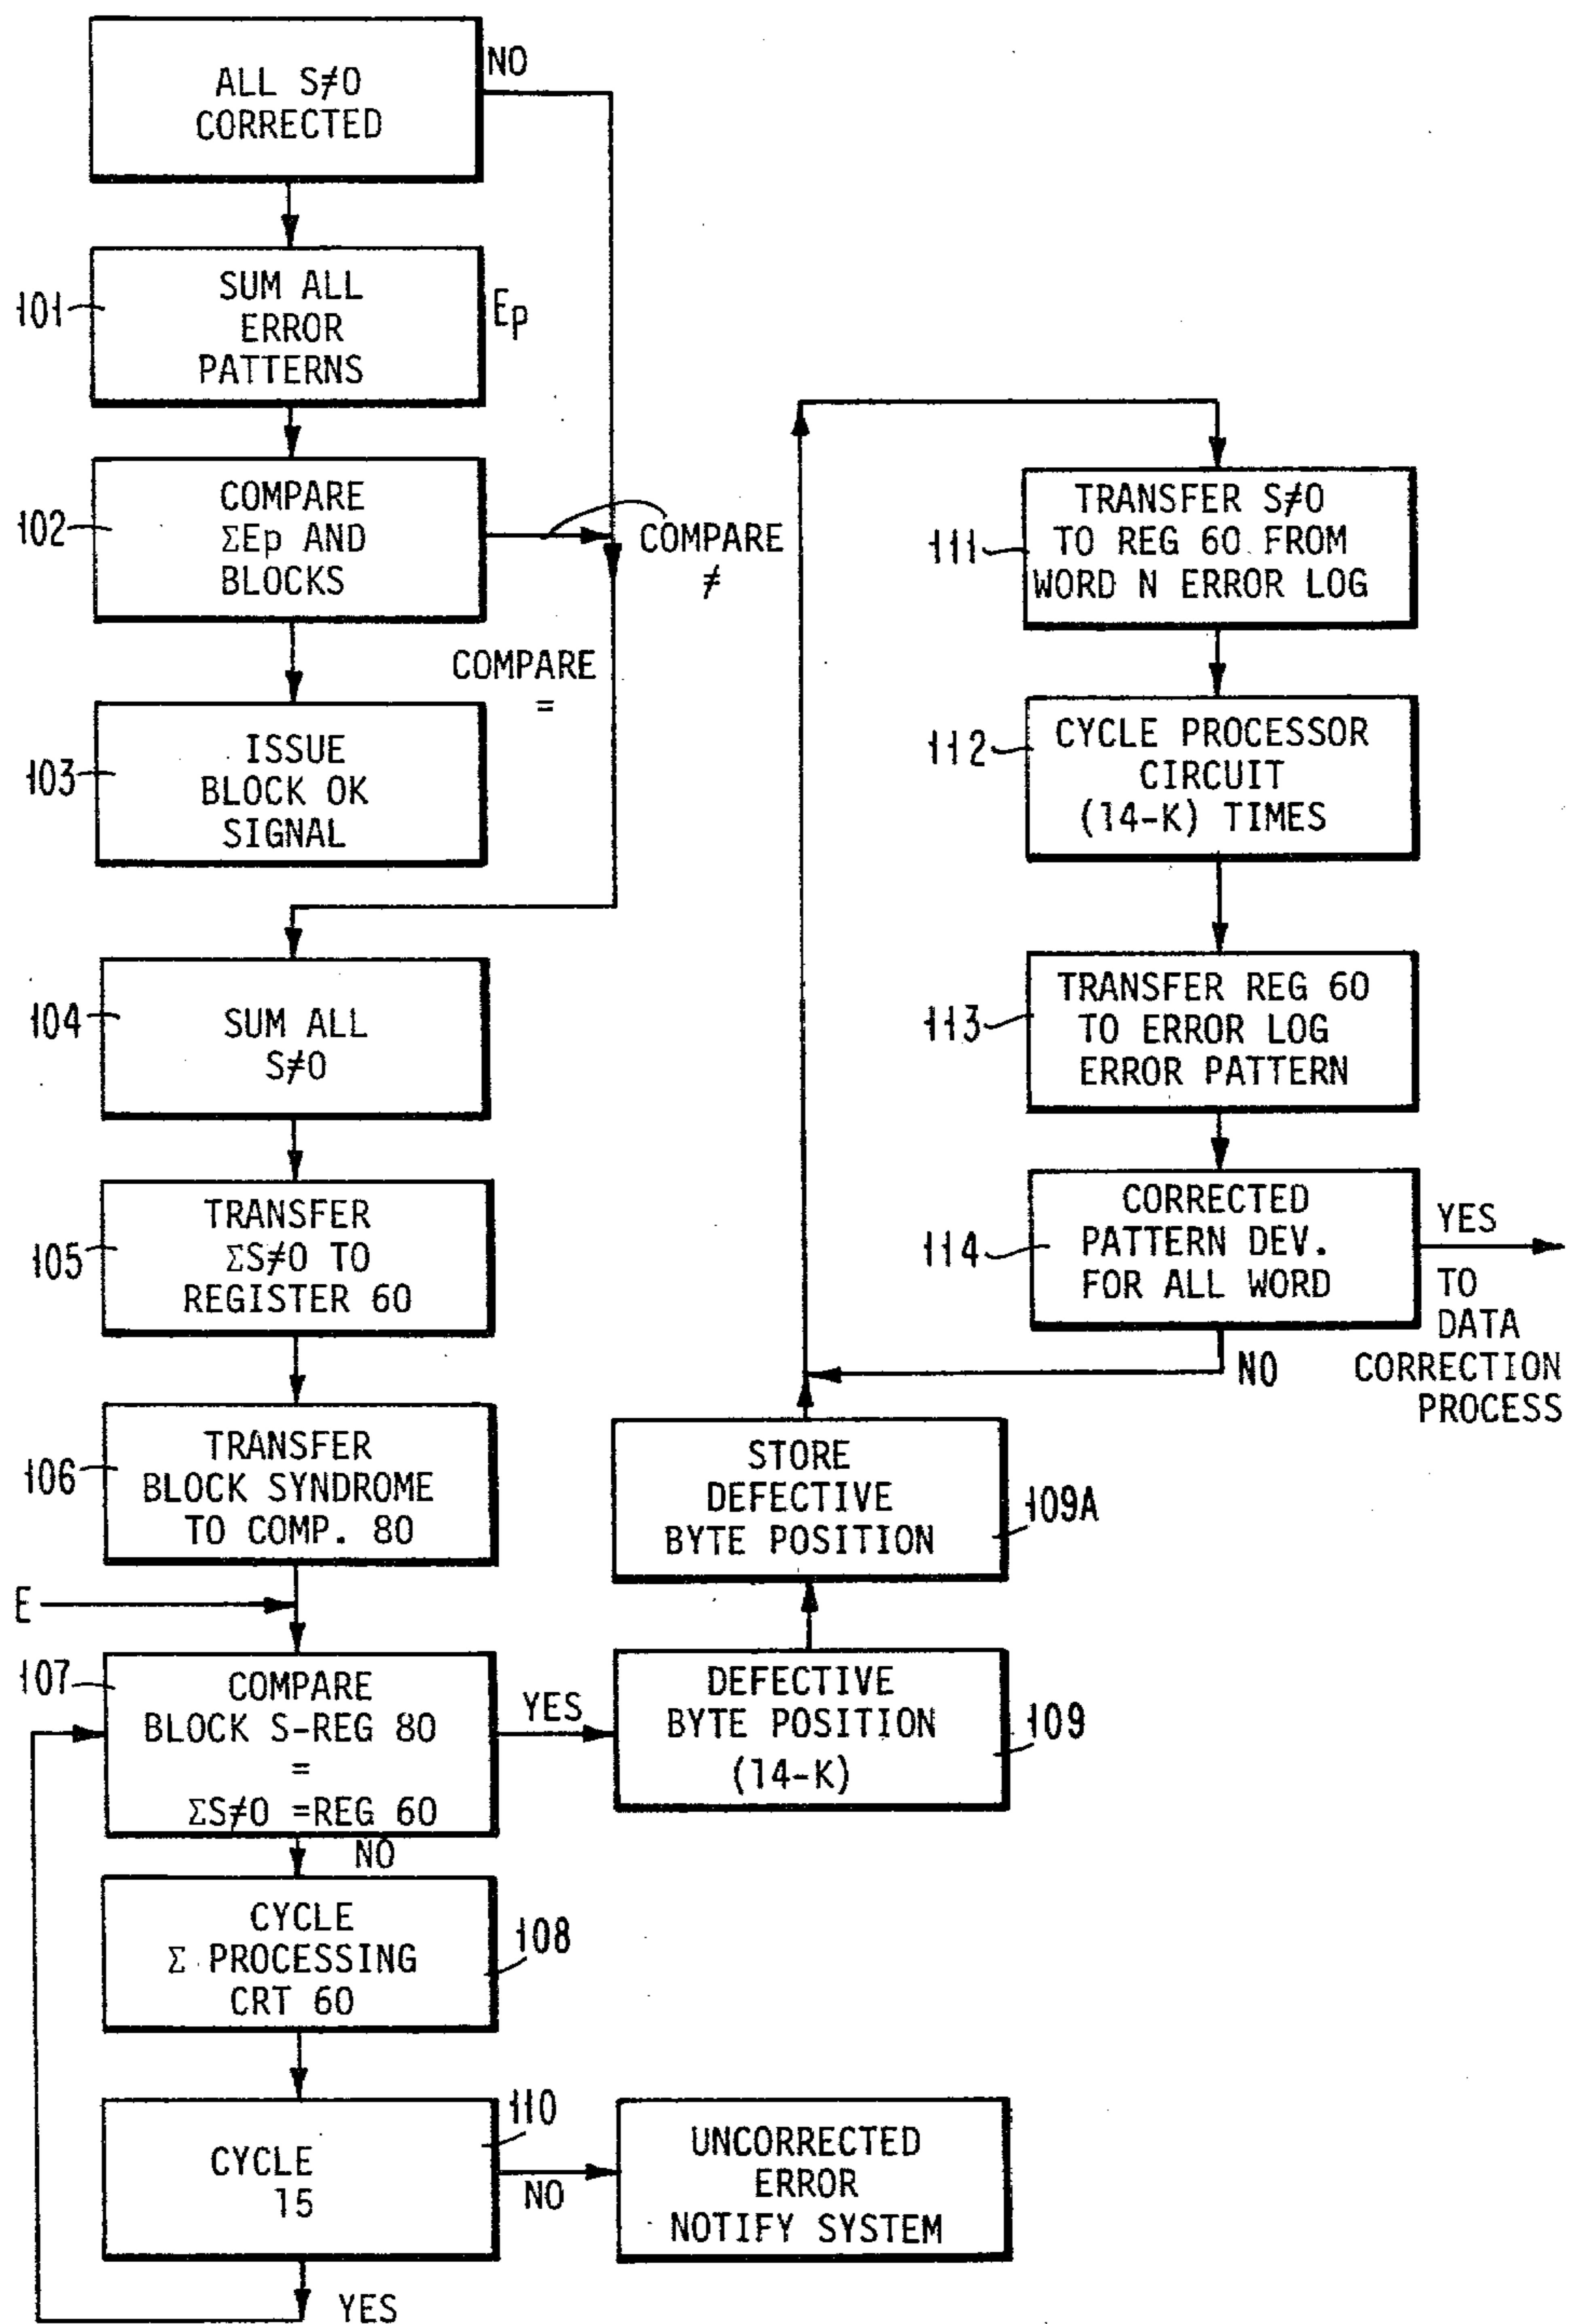 ALL S≠0
CORRECTED
NO
101
SUM ALL
ERROR
PATTERNS
Ep
102
COMPARE
ΣEp AND
BLOCKS
COMPARE
≠
COMPARE
=
103
ISSUE
BLOCK OK
SIGNAL
104
SUM ALL
S≠0
105
TRANSFER
ΣS≠0 TO
REGISTER 60
106
TRANSFER
BLOCK SYNDROME
TO COMP. 80
E
107
COMPARE
BLOCK S-REG 80
=
ΣS≠0 =REG 60
YES
NO
108
CYCLE
Σ PROCESSING
CRT 60
110
CYCLE
15
NO
YES
UNCORRECTED
ERROR
NOTIFY SYSTEM
DEFECTIVE
BYTE POSITION
(14-K)
109
STORE
DEFECTIVE
BYTE POSITION
109A
111
TRANSFER S≠0
TO REG 60 FROM
WORD N ERROR LOG
112
CYCLE PROCESSOR
CIRCUIT
(14-K) TIMES
113
TRANSFER REG 60
TO ERROR LOG
ERROR PATTERN
114
CORRECTED
PATTERN DEV.
FOR ALL WORD
YES
TO
DATA
CORRECTION
PROCESS
NO